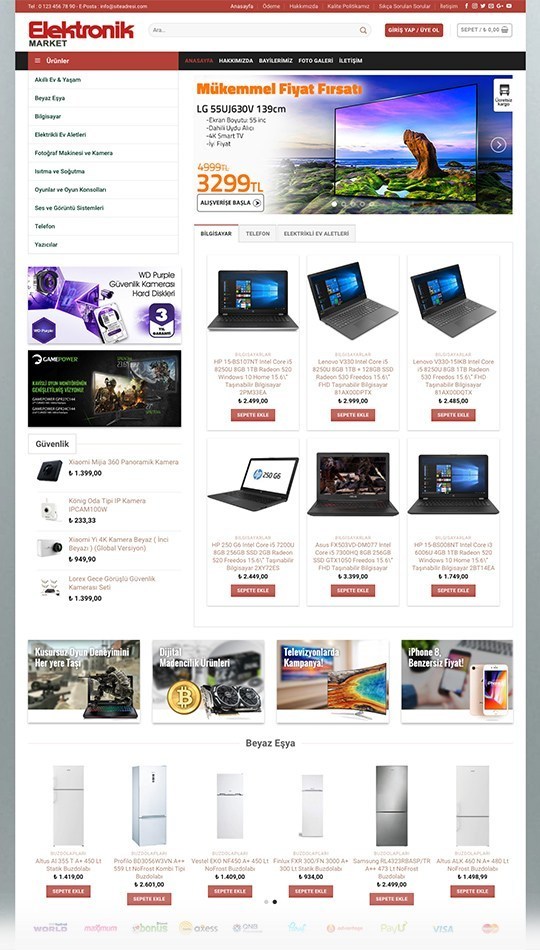 Tel : 0 123 456 78 90 - E-Posta : info@siteadresi.com
Anasayfa Ödeme Hakkımızda Kalite Politikamız Sıkça Sorulan Sorular İletişim
Elektronik
MARKET
Ara...
GİRİŞ YAP / ÜYE OL
SEPET / ₺ 0,00
Ürünler
ANASAYFA HAKKIMIZDA BAYİLERİMİZ FOTO GALERİ İLETİŞİM
Akıllı Ev & Yaşam
Beyaz Eşya
Bilgisayar
Elektrikli Ev Aletleri
Fotoğraf Makinesi ve Kamera
Isıtma ve Soğutma
Oyunlar ve Oyun Konsolları
Ses ve Görüntü Sistemleri
Telefon
Yazıcılar
Mükemmel Fiyat Fırsatı
LG 55UJ630V 139cm
-Ekran Boyutu: 55 inc
-Dahili Uydu Alıcı
-4K Smart TV
-İyi Fiyat
4999TL
3299TL
ALIŞVERİŞE BAŞLA
Ücretsiz
kargo
WD Purple
Güvenlik Kamerası
Hard Diskleri
WD Purple
3
YIL
GARANTİ
GAMEPOWER
KAVİSLİ OYUN MONİTÖRÜNÜN
GENİŞLETİLMİŞ VİZYONU!
Güvenlik
Xiaomi Mijia 360 Panoramik Kamera
₺ 1.399,00
König Oda Tipi IP Kamera
IPCAM100W
₺ 233,33
Xiaomi Yi 4K Kamera Beyaz ( İnci
Beyazı ) (Global Versiyon)
₺ 949,90
Lorex Gece Görüşlü Güvenlik
Kamerası Seti
₺ 1.399,00
BİLGİSAYAR TELEFON ELEKTRİKLİ EV ALETLERİ
BİLGİSAYARLAR
HP 15-BS107NT Intel Core i5
8250U 8GB 1TB Radeon 520
Windows 10 Home 15.6\"
Taşınabilir Bilgisayar
2PM33EA
₺ 2.499,00
SEPETE EKLE
BİLGİSAYARLAR
Lenovo V330 Intel Core i5
8250U 8GB 1TB + 128GB SSD
Radeon 530 Freedos 15.6\"
FHD Taşınabilir Bilgisayar
81AX00DPTX
₺ 2.999,00
SEPETE EKLE
BİLGİSAYARLAR
Lenovo V330-15IKB Intel Core
i5 8250U 8GB 1TB Radeon
530 Freedos 15.6\" FHD
Taşınabilir Bilgisayar
81AX00QGTX
₺ 2.485,00
SEPETE EKLE
BİLGİSAYARLAR
HP 250 G6 Intel Core i5 7200U
8GB 256GB SSD 2GB Radeon
520 Freedos 15.6\" Taşınabilir
Bilgisayar 2XY72ES
₺ 2.449,00
SEPETE EKLE
BİLGİSAYARLAR
Asus FX503VD-DM077 Intel
Core i5 7300HQ 8GB 256GB
SSD GTX1050 Freedos 15.6\"
FHD Taşınabilir Bilgisayar
₺ 3.399,00
SEPETE EKLE
BİLGİSAYARLAR
HP 15-BS008NT Intel Core i3
6006U 4GB 1TB Radeon 520
Windows 10 Home 15.6\"
Taşınabilir Bilgisayar 2BT14EA
₺ 1.749,00
SEPETE EKLE
Kusursuz Oyun Deneyimini
Her yere Taşı
Dijital
Madencilik Ürünleri
Televizyonlarda
Kampanya!
iPhone 8,
Benzersiz Fiyat!
Beyaz Eşya
BUZDOLAPLARI
Altus Al 355 T A+ 450 Lt
Statik Buzdolabı
₺ 1.419,00
SEPETE EKLE
BUZDOLAPLARI
Profilo BD3056W3VN A++
559 Lt NoFrost Kombi Tipi
Buzdolabı
₺ 2.601,00
SEPETE EKLE
BUZDOLAPLARI
Vestel EKO NF450 A+ 450 Lt
NoFrost Buzdolabı
₺ 1.409,00
SEPETE EKLE
BUZDOLAPLARI
Finlux FXR 300/FN 3000 A+
300 Lt Statik Buzdolabı
₺ 934,00
SEPETE EKLE
BUZDOLAPLARI
Samsung RL4323RBASP/TR
A++ 473 Lt NoFrost
Buzdolabı
₺ 2.499,00
SEPETE EKLE
BUZDOLAPLARI
Altus ALK 460 N A+ 480 Lt
NoFrost Buzdolabı
₺ 1.498,99
SEPETE EKLE
WORLD maximum bonus axess QNB advantage PayU VISA